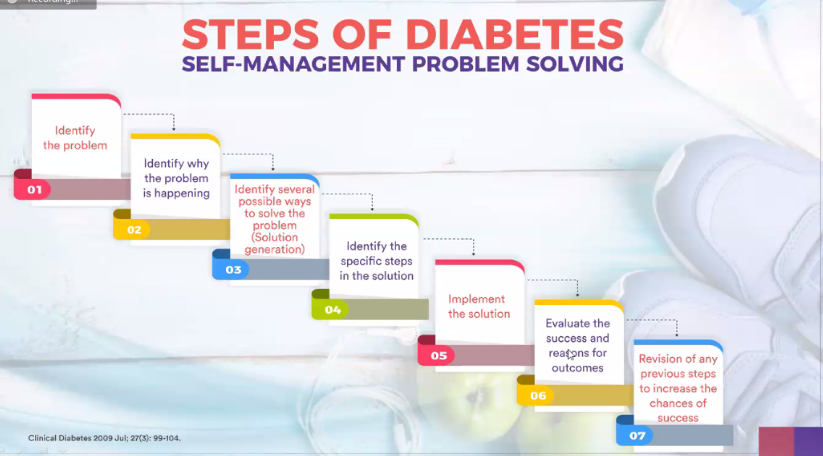 Recording...
STEPS OF DIABETES
SELF-MANAGEMENT PROBLEM SOLVING
Identify
the problem
01
Identify why
the problem
is happening
02
Identify several
possible ways
to solve the
problem
(Solution
generation)
03
Identify the
specific steps
in the solution
04
Implement
the solution
05
Evaluate the
success and
reasons for
outcomes
06
Revision of any
previous steps
to increase the
chances of
success
07
Clinical Diabetes 2009 Jul; 27(3): 99-104.